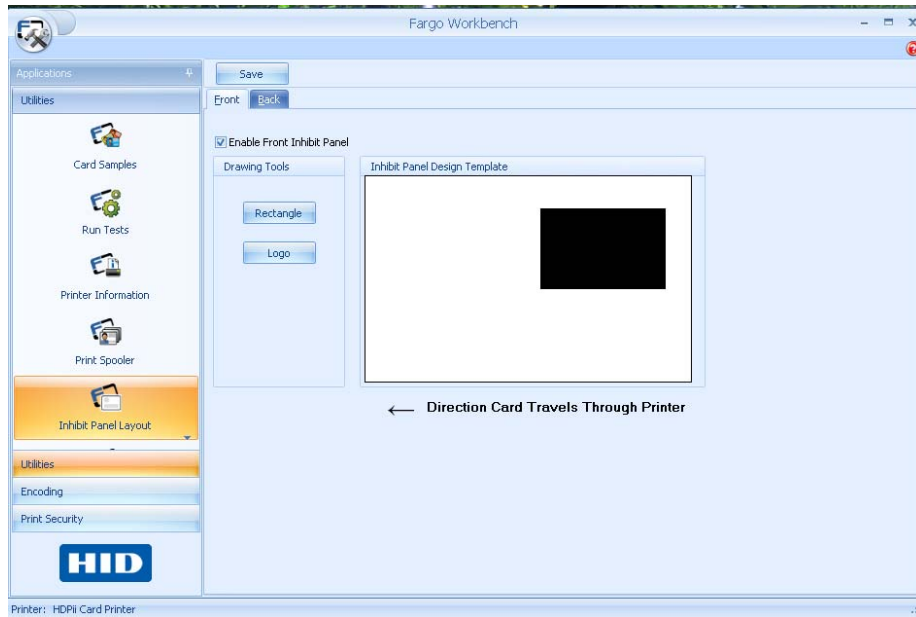 Fargo Workbench
Applications
Save
Utilities
Front Back
Enable Front Inhibit Panel
Drawing Tools
Inhibit Panel Design Template
Card Samples
Rectangle
Run Tests
Logo
Printer Information
Print Spooler
Inhibit Panel Layout
← Direction Card Travels Through Printer
Utilities
Encoding
Print Security
HID
Printer: HDPii Card Printer